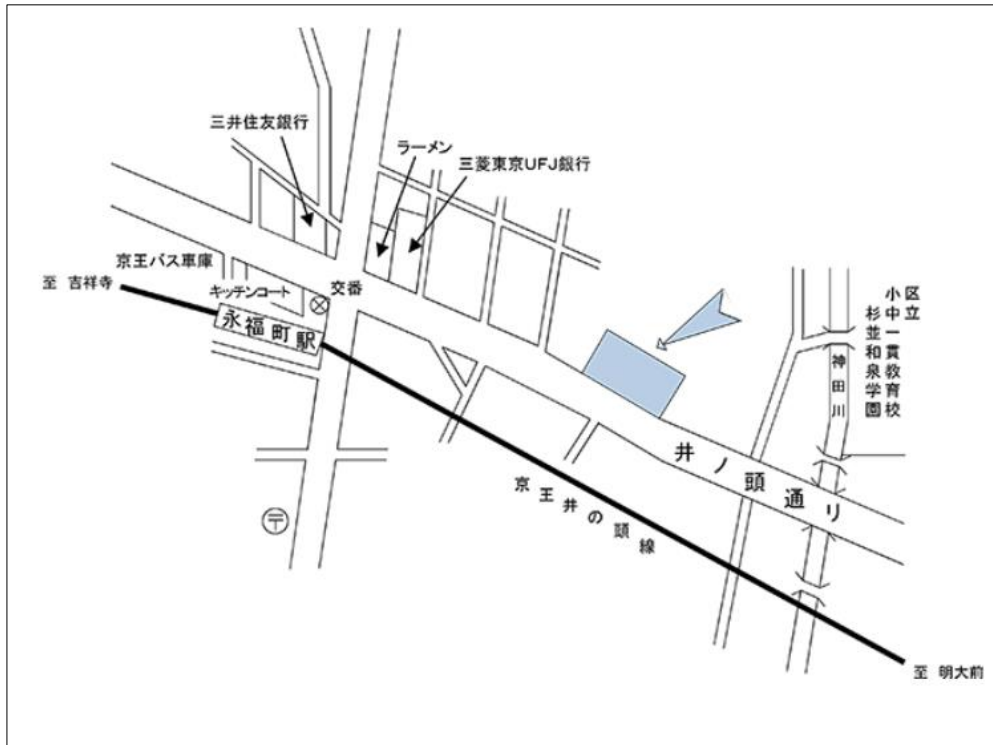 三井住友銀行
ラーメン
三菱東京UFJ銀行
京王バス車庫
至 吉祥寺
キッチンコート
交番
永福町駅
区立
小中一貫教育校
杉並和泉学園
神田川
井ノ頭通り
京王井の頭線
〒
至 明大前